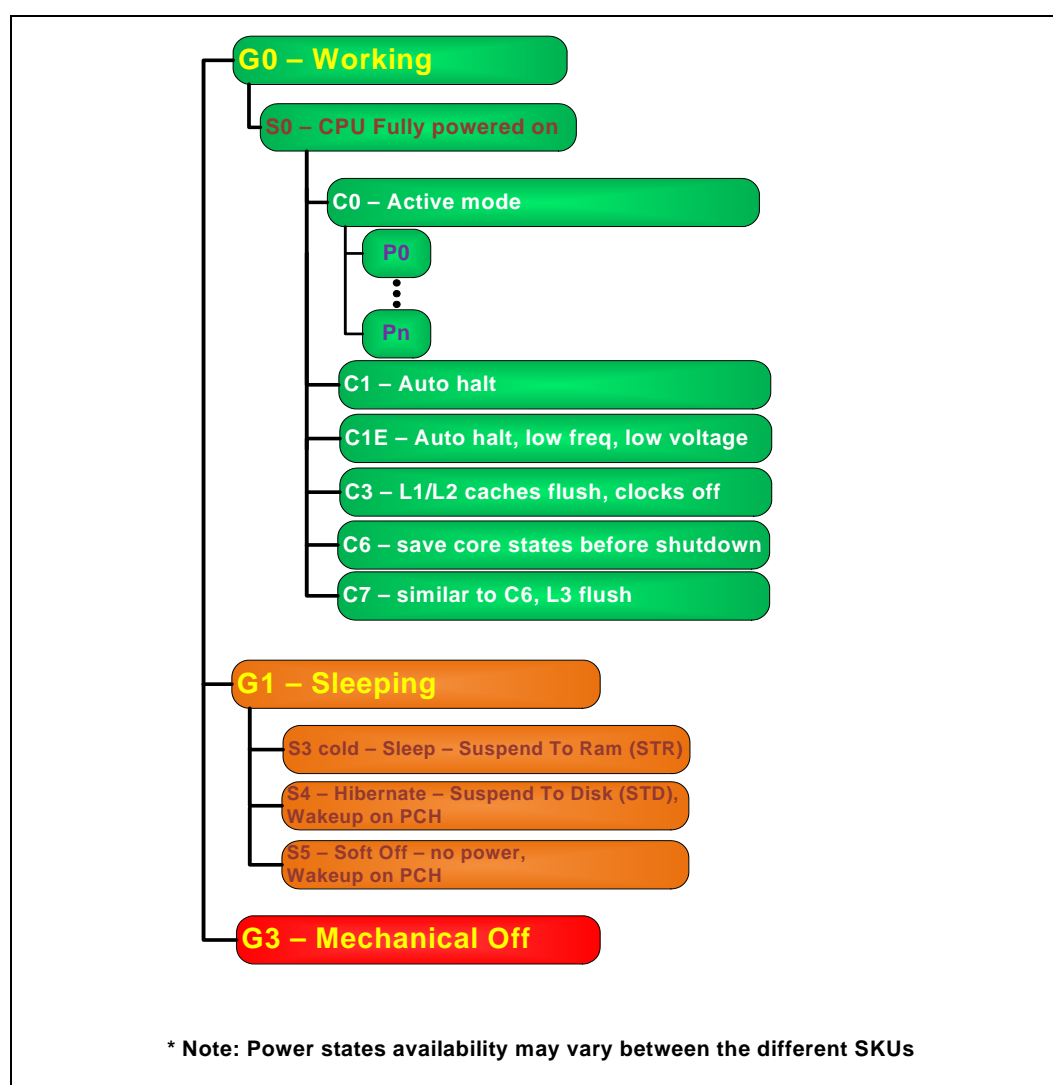 G0 – Working
S0 – CPU Fully powered on
C0 – Active mode
P0
Pn
C1 – Auto halt
C1E – Auto halt, low freq, low voltage
C3 – L1/L2 caches flush, clocks off
C6 – save core states before shutdown
C7 – similar to C6, L3 flush
G1 – Sleeping
S3 cold – Sleep – Suspend To Ram (STR)
S4 – Hibernate – Suspend To Disk (STD),
Wakeup on PCH
S5 – Soft Off – no power,
Wakeup on PCH
G3 – Mechanical Off
* Note: Power states availability may vary between the different SKUs